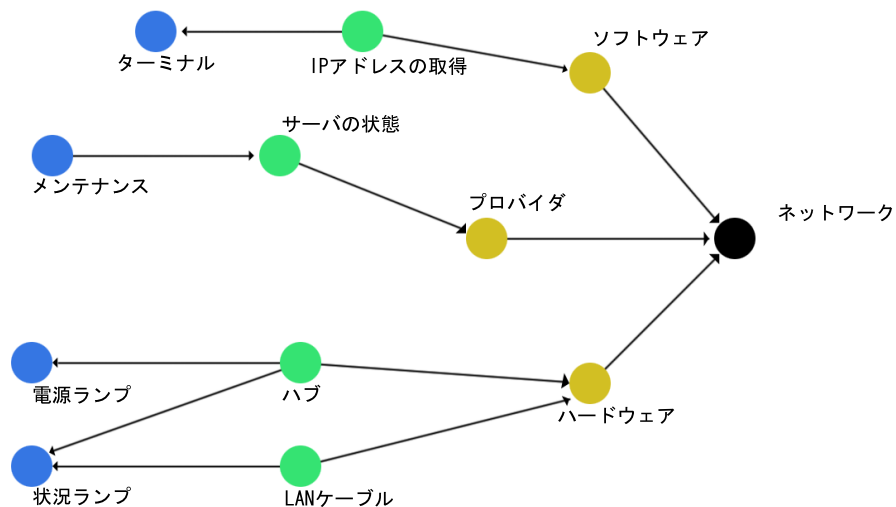 ソフトウェア
ターミナル
IPアドレスの取得
サーバの状態
メンテナンス
プロバイダ
ネットワーク
電源ランプ
ハブ
ハードウェア
状況ランプ
LANケーブル